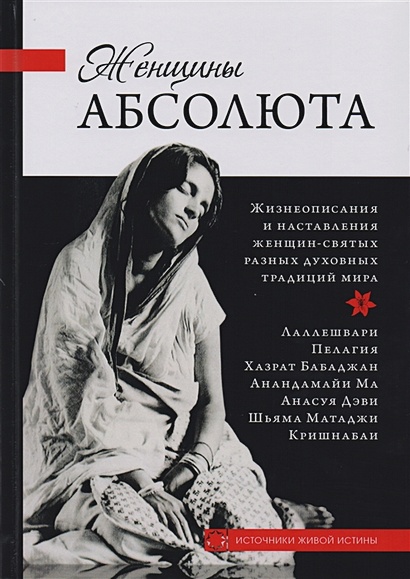 Женщины
АБСОЛЮТА
Жизнеописания
и наставления
женщин-святых
разных духовных
традиций мира
Лаллешвари
Пелагия
Хазрат Бабаджан
Анандамайи Ма
Анасуя Дэви
Шьяма Матаджи
Кришнабаи
ИСТОЧНИКИ ЖИВОЙ ИСТИНЫ